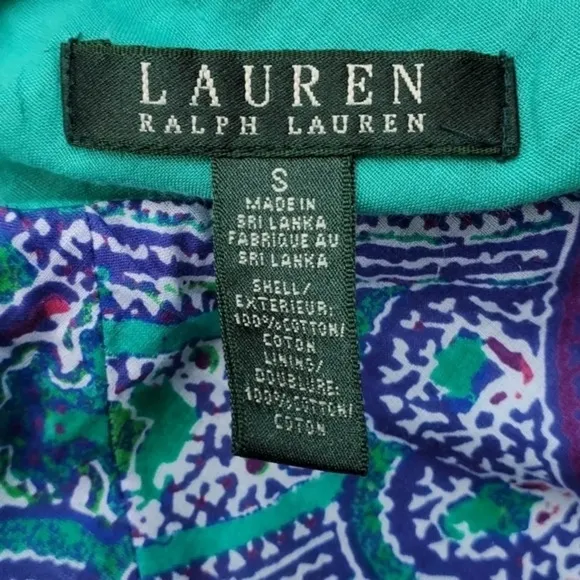 LAUREN
RALPH LAUREN
S
MADE IN
SRI LANKA
FABRIQUE AU
SRI LANKA
SHELL/
EXTERIEUR:
100%COTTON/
COTON
LINING/
DOUBLURE:
100%COTTON/
COTON